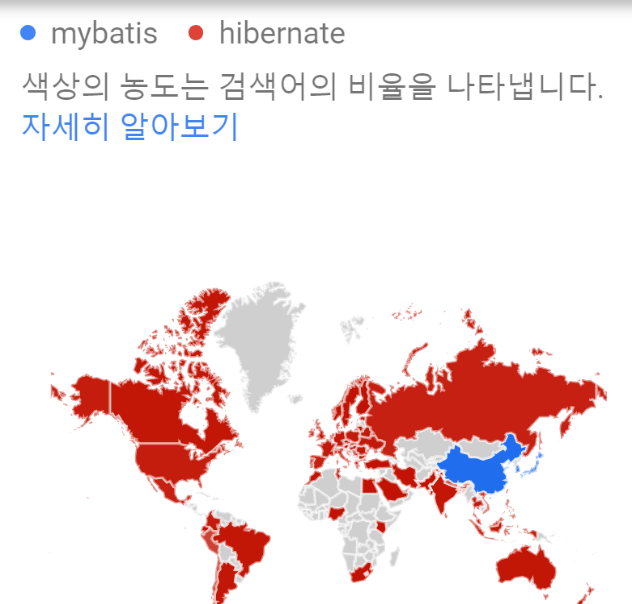 mybatis hibernate
색상의 농도는 검색어의 비율을 나타냅니다.
자세히 알아보기